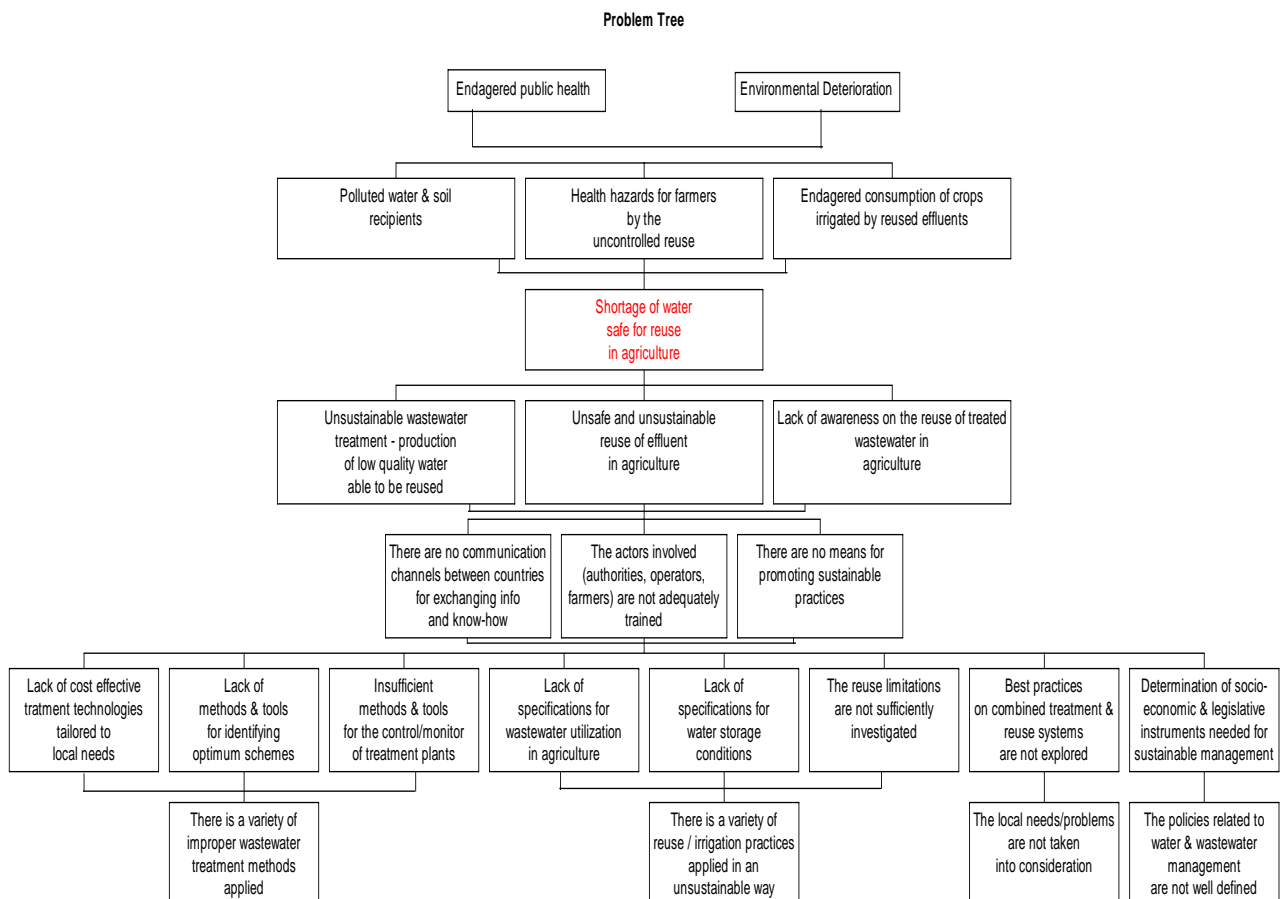 Problem Tree
Endagered public health
Environmental Deterioration
Polluted water & soil
recipients
Health hazards for farmers
by the
uncontrolled reuse
Endagered consumption of crops
irrigated by reused effluents
Shortage of water
safe for reuse
in agriculture
Unsustainable wastewater
treatment - production
of low quality water
able to be reused
Unsafe and unsustainable
reuse of effluent
in agriculture
Lack of awareness on the reuse of treated
wastewater in
agriculture
There are no communication
channels between countries
for exchanging info
and know-how
The actors involved
(authorities, operators,
farmers) are not adequately
trained
There are no means for
promoting sustainable
practices
Lack of cost effective
tratment technologies
tailored to
local needs
Lack of
methods & tools
for identifying
optimum schemes
Insufficient
methods & tools
for the control/monitor
of treatment plants
Lack of
specifications for
wastewater utilization
in agriculture
Lack of
specifications for
water storage
conditions
The reuse limitations
are not sufficiently
investigated
Best practices
on combined treatment &
reuse systems
are not explored
Determination of socio-
economic & legislative
instruments needed for
sustainable management
There is a variety of
improper wastewater
treatment methods
applied
There is a variety of
reuse / irrigation practices
applied in an
unsustainable way
The local needs/problems
are not taken
into consideration
The policies related to
water & wastewater
management
are not well defined